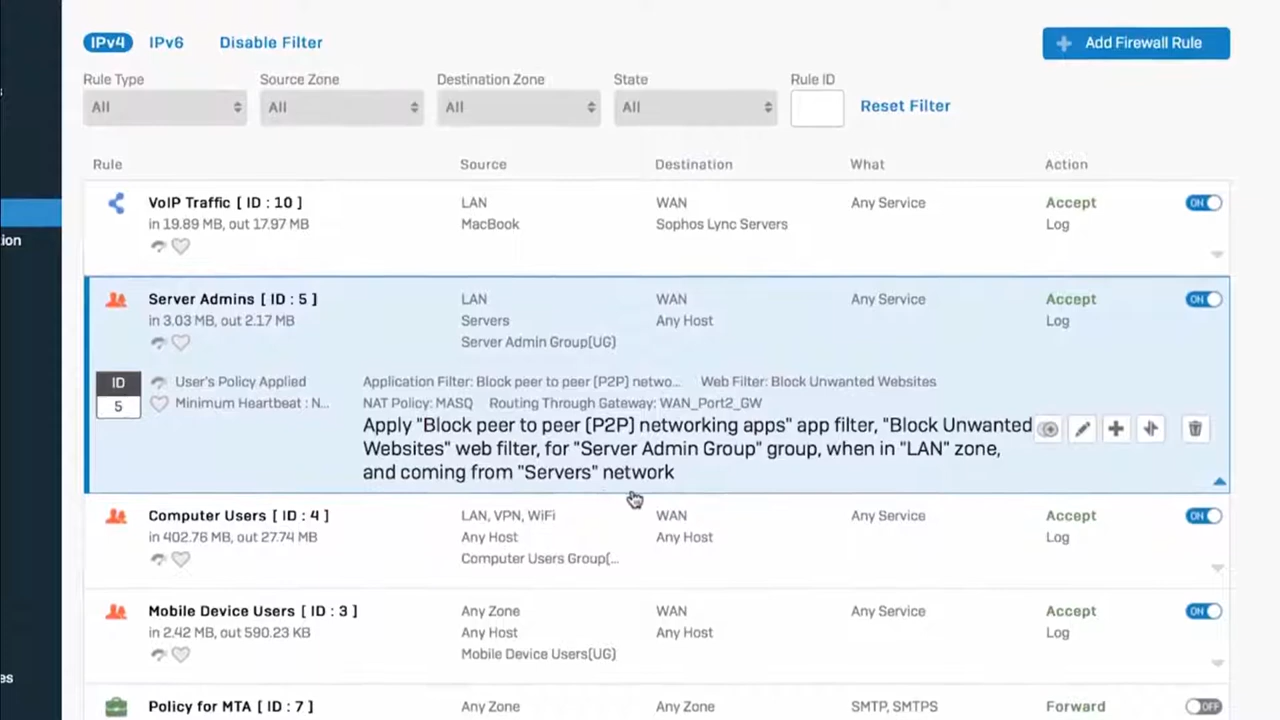 IPv4 IPv6 Disable Filter + Add Firewall Rule
Rule Type Source Zone Destination Zone State Rule ID
All All All All Reset Filter
Rule Source Destination What Action
VoIP Traffic [ ID : 10 ] LAN WAN Any Service Accept ON
in 19.89 MB, out 17.97 MB MacBook Sophos Lync Servers Log
Server Admins [ ID : 5 ] LAN WAN Any Service Accept ON
in 3.03 MB, out 2.17 MB Servers Any Host Log
Server Admin Group(UG)
ID User's Policy Applied Application Filter: Block peer to peer (P2P) netwo... Web Filter: Block Unwanted Websites
5 Minimum Heartbeat : N... NAT Policy: MASQ Routing Through Gateway: WAN_Port2_GW
Apply "Block peer to peer (P2P) networking apps" app filter, "Block Unwanted
Websites" web filter, for "Server Admin Group" group, when in "LAN" zone,
and coming from "Servers" network
Computer Users [ ID : 4 ] LAN, VPN, WiFi WAN Any Service Accept ON
in 402.76 MB, out 27.74 MB Any Host Any Host Log
Computer Users Group(...
Mobile Device Users [ ID : 3 ] Any Zone WAN Any Service Accept ON
in 2.42 MB, out 590.23 KB Any Host Any Host Log
Mobile Device Users(UG)
Policy for MTA [ ID : 7 ] Any Zone Any Zone SMTP, SMTPS Forward OFF